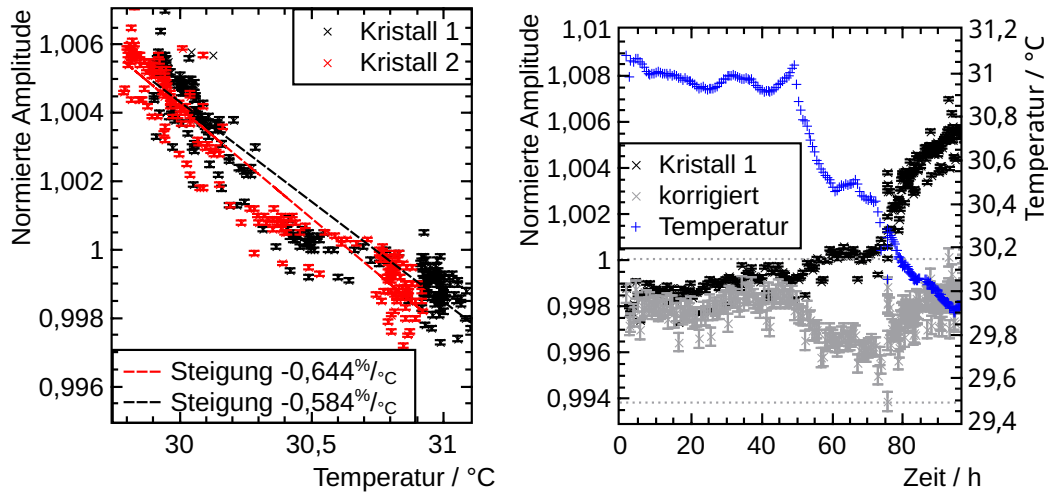 Normierte Amplitude
1,006
1,004
1,002
1
0,998
0,996
Kristall 1
Kristall 2
Steigung -0,644%/°C
Steigung -0,584%/°C
30
30,5
31
Temperatur / °C
Normierte Amplitude
1,01
1,008
1,006
1,004
1,002
1
0,998
0,996
0,994
Kristall 1
korrigiert
Temperatur
31,2
31
30,8
30,6
30,4
30,2
30
29,8
29,6
29,4
Temperatur / °C
0
20
40
60
80
Zeit / h